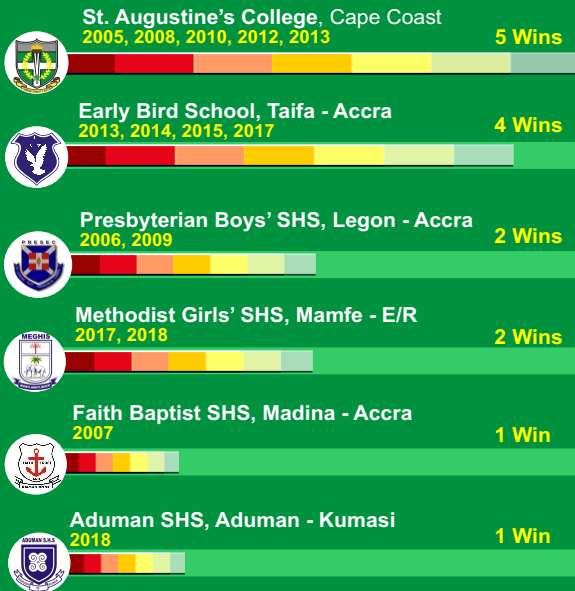 St. Augustine's College, Cape Coast
2005, 2008, 2010, 2012, 2013
5 Wins
Early Bird School, Taifa - Accra
2013, 2014, 2015, 2017
4 Wins
Presbyterian Boys' SHS, Legon - Accra
2006, 2009
2 Wins
PRESEC
Methodist Girls' SHS, Mamfe - E/R
2017, 2018
2 Wins
MEGHIS
Faith Baptist SHS, Madina - Accra
2007
1 Win
Aduman SHS, Aduman - Kumasi
2018
1 Win
ADUMAN S.H.S